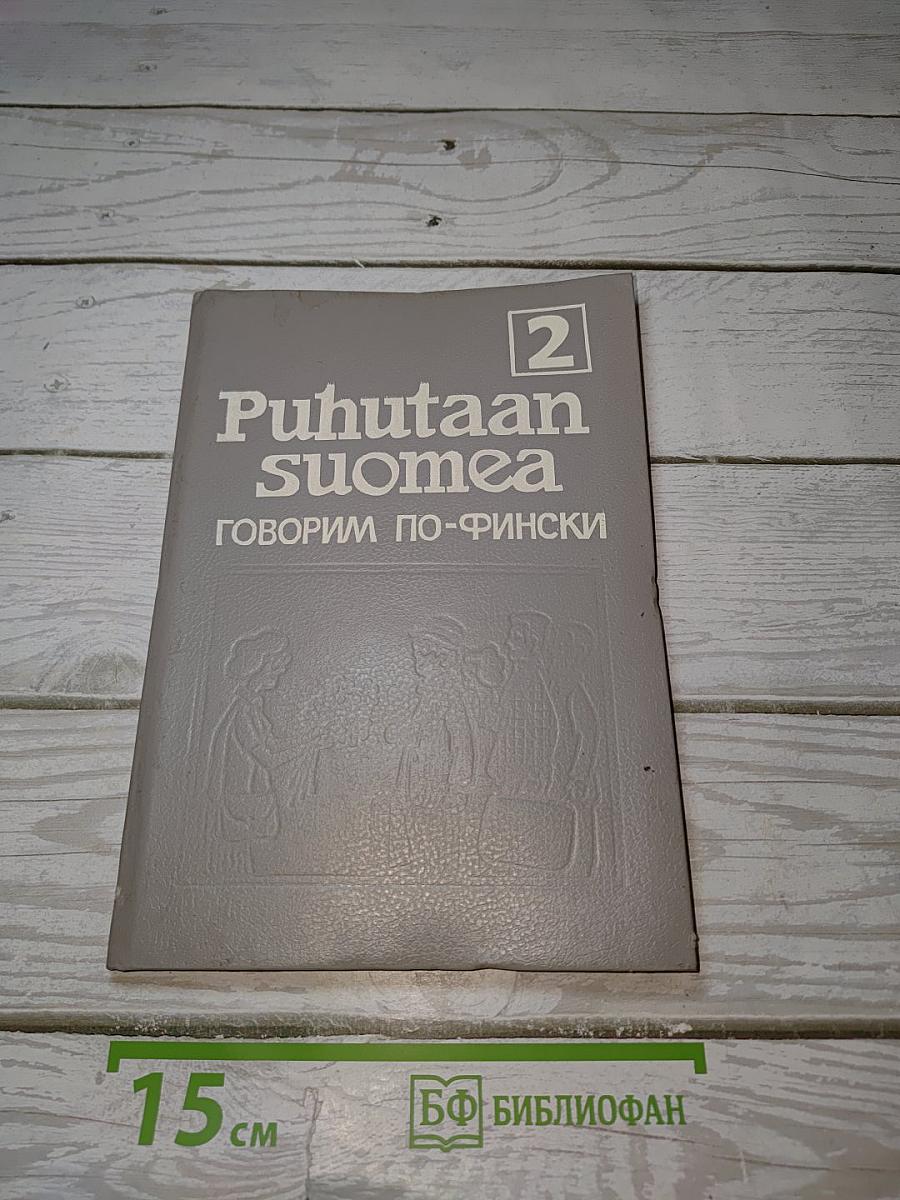 2
Puhutaan
suomea
ГОВОРИМ ПО-ФИНСКИ
15 см
БФ БИБЛИОФАН